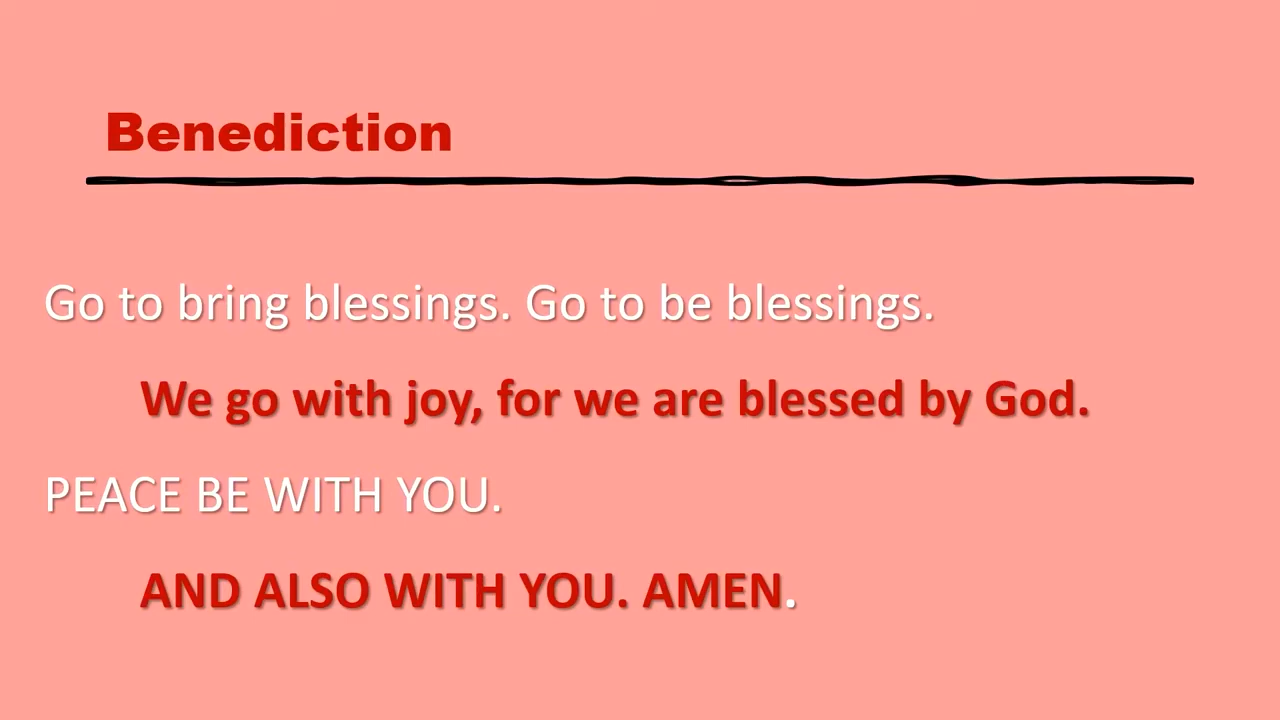 Benediction
Go to bring blessings. Go to be blessings.
We go with joy, for we are blessed by God.
PEACE BE WITH YOU.
AND ALSO WITH YOU. AMEN.